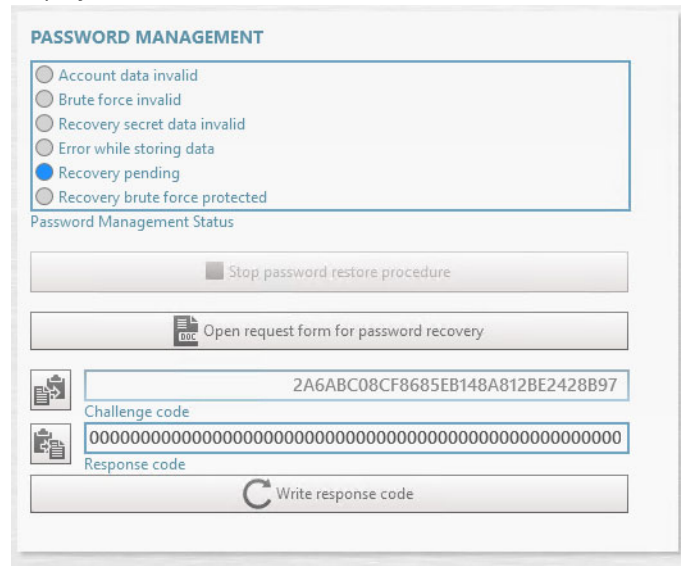 PASSWORD MANAGEMENT
Account data invalid
Brute force invalid
Recovery secret data invalid
Error while storing data
Recovery pending
Recovery brute force protected
Password Management Status
Stop password restore procedure
DOC Open request form for password recovery
2A6ABC08CF8685EB148A812BE2428B97
Challenge code
00000000000000000000000000000000000000000000000000
Response code
Write response code